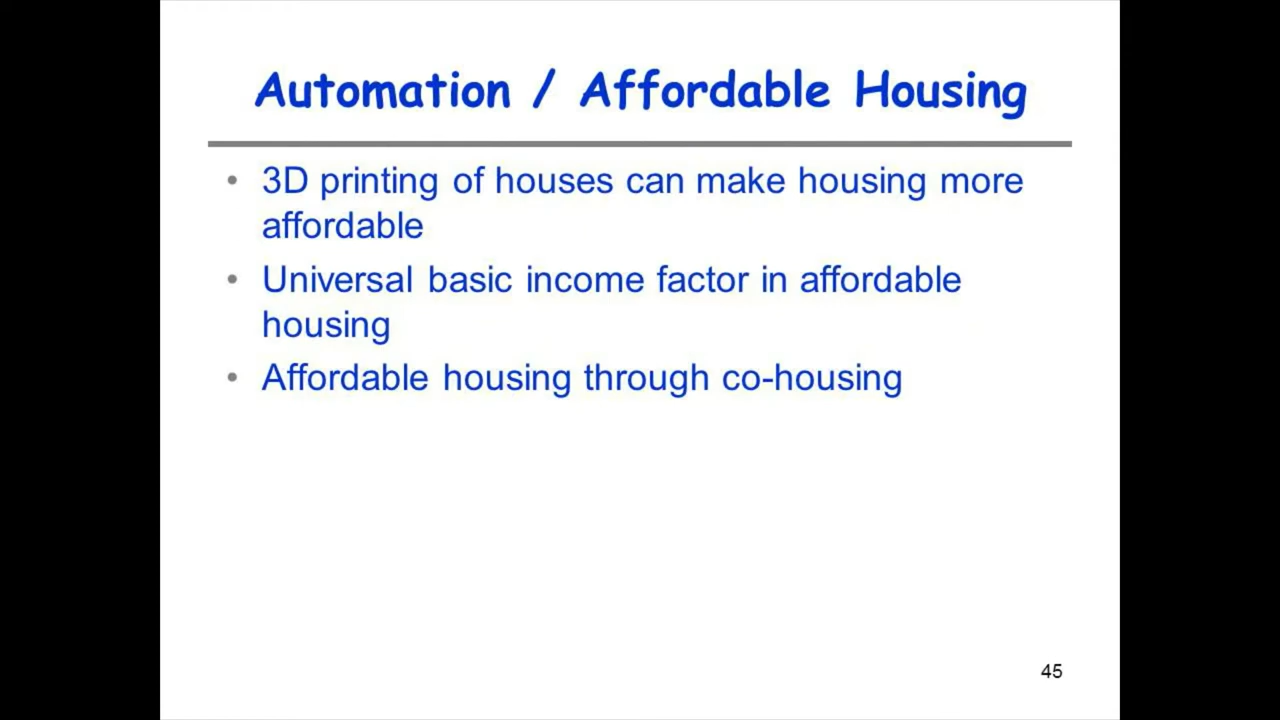 Automation / Affordable Housing
• 3D printing of houses can make housing more
affordable
• Universal basic income factor in affordable
housing
• Affordable housing through co-housing
45